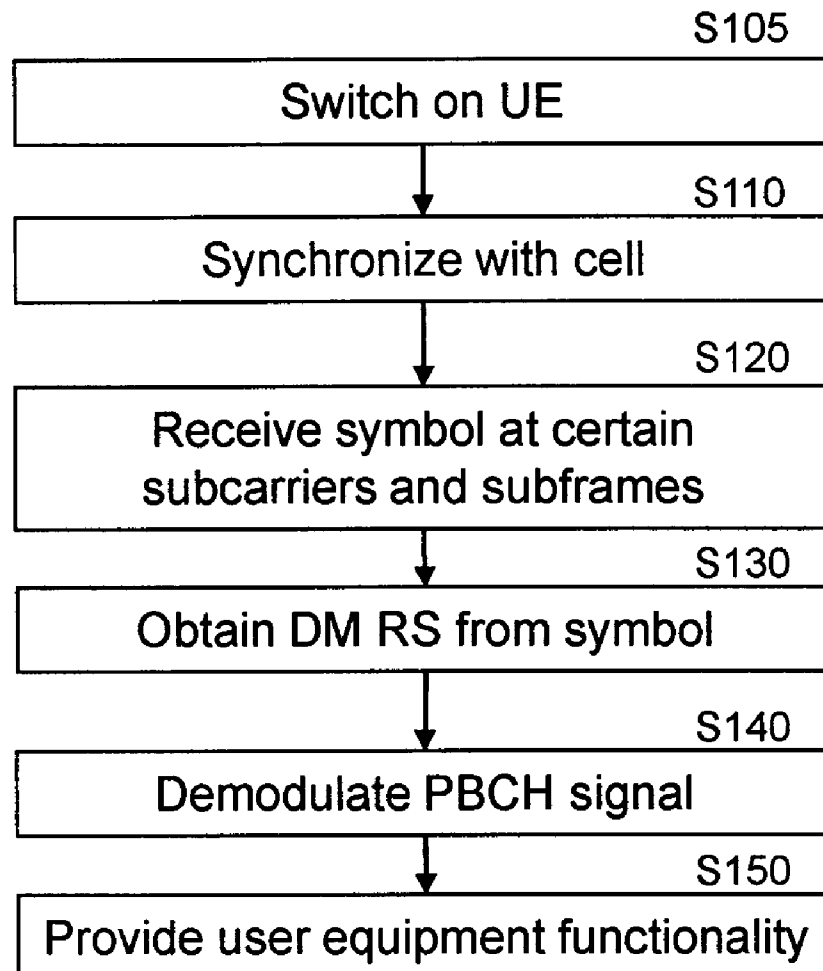 S105
Switch on UE
S110
Synchronize with cell
S120
Receive symbol at certain
subcarriers and subframes
S130
Obtain DM RS from symbol
S140
Demodulate PBCH signal
S150
Provide user equipment functionality